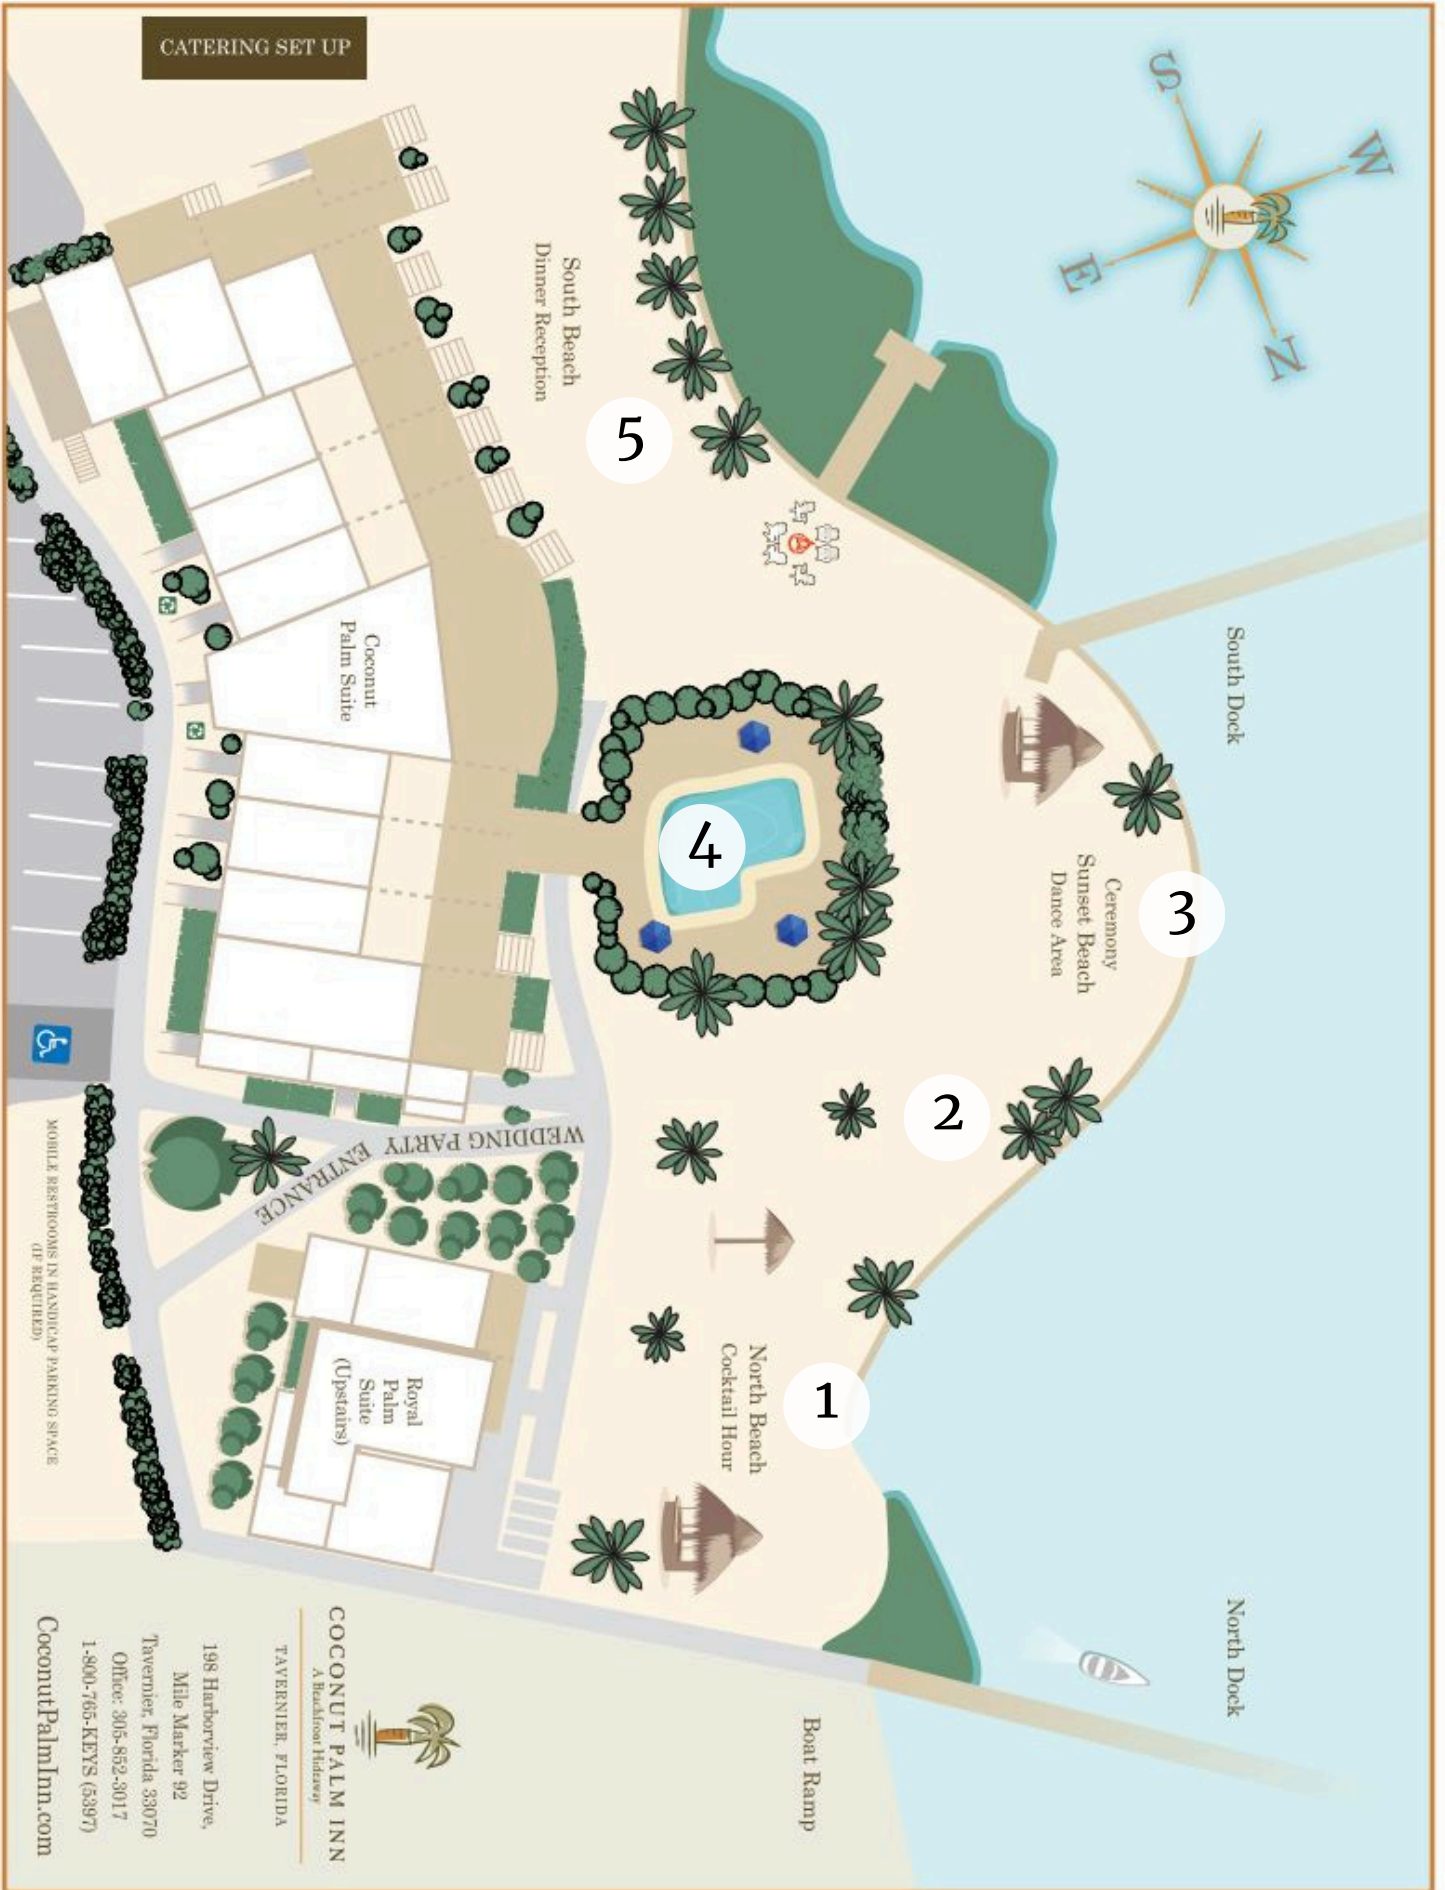 CATERING SET UP
S
W
E
N
South Beach
Dinner Reception
5
Coconut
Palm Suite
South Dock
4
Ceremony
Sunset Beach
Dance Area
3
2
WEDDING PARTY
ENTRANCE
MOBILE RESTROOMS IN HANDICAP PARKING SPACE
(IF REQUIRED)
Royal
Palm
Suite
(Upstairs)
North Beach
Cocktail Hour
1
North Dock
Boat Ramp
COCONUT PALM INN
A Beachfront Hideaway
TAVERNIER, FLORIDA
198 Harborview Drive,
Mile Marker 92
Tavernier, Florida 33070
Office: 305-852-3017
1-800-765-KEYS (5397)
CoconutPalmInn.com